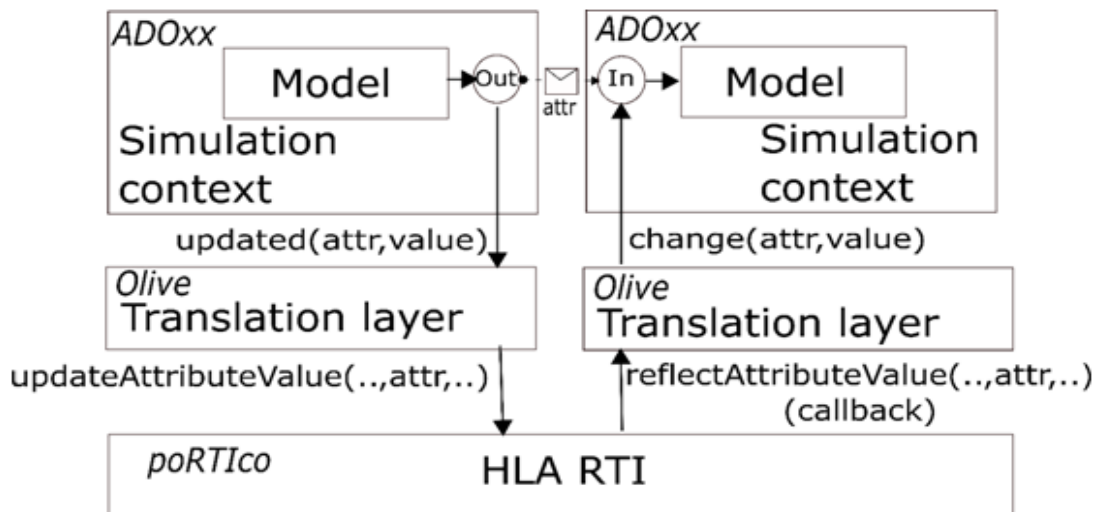 ADOxx
Model
Out
Simulation
context
attr
ADOxx
In
Model
Simulation
context
updated(attr,value)
change(attr,value)
Olive
Translation layer
Olive
Translation layer
updateAttributeValue(..,attr,..)
reflectAttributeValue(..,attr,..)
(callback)
poRTIco
HLA RTI